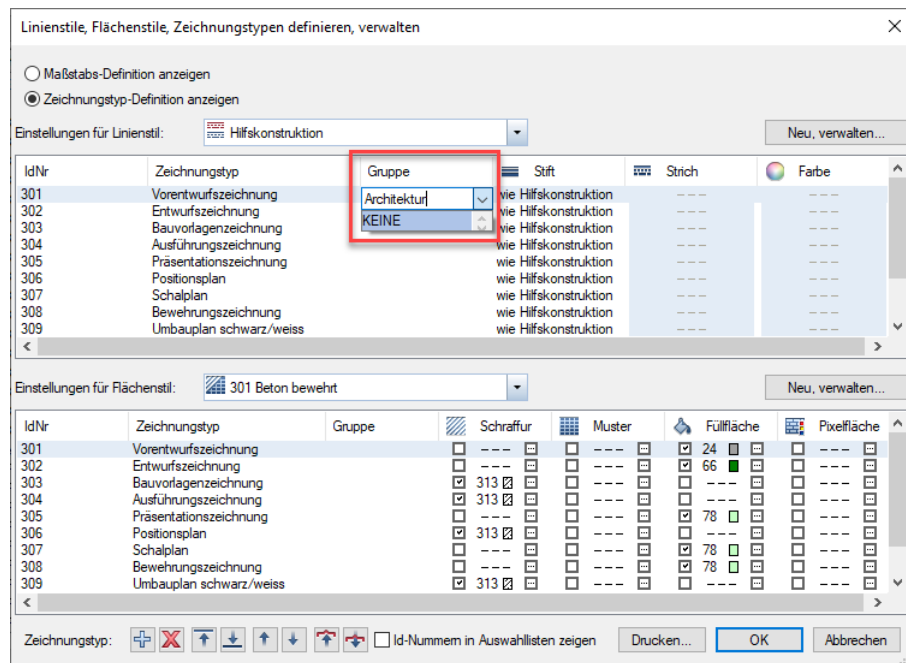 Linienstile, Flächenstile, Zeichnungstypen definieren, verwalten
Maßstabs-Definition anzeigen
Zeichnungstyp-Definition anzeigen
Einstellungen für Linienstil: Hilfskonstruktion Neu, verwalten...
IdNr Zeichnungstyp Gruppe Stift Strich Farbe
301 Vorentwurfszeichnung Architektur wie Hilfskonstruktion --- ---
302 Entwurfszeichnung KEINE wie Hilfskonstruktion --- ---
303 Bauvorlagenzeichnung wie Hilfskonstruktion --- ---
304 Ausführungszeichnung wie Hilfskonstruktion --- ---
305 Präsentationszeichnung wie Hilfskonstruktion --- ---
306 Positionsplan wie Hilfskonstruktion --- ---
307 Schalplan wie Hilfskonstruktion --- ---
308 Bewehrungszeichnung wie Hilfskonstruktion --- ---
309 Umbauplan schwarz/weiss wie Hilfskonstruktion --- ---
Einstellungen für Flächenstil: 301 Beton bewehrt Neu, verwalten...
IdNr Zeichnungstyp Gruppe Schraffur Muster Füllfläche Pixelfläche
301 Vorentwurfszeichnung --- --- 24 ---
302 Entwurfszeichnung --- --- 66 ---
303 Bauvorlagenzeichnung 313 --- --- ---
304 Ausführungszeichnung 313 --- --- ---
305 Präsentationszeichnung --- --- 78 ---
306 Positionsplan 313 --- --- ---
307 Schalplan --- --- 78 ---
308 Bewehrungszeichnung --- --- 78 ---
309 Umbauplan schwarz/weiss 313 --- --- ---
Zeichnungstyp: Id-Nummern in Auswahllisten zeigen Drucken... OK Abbrechen